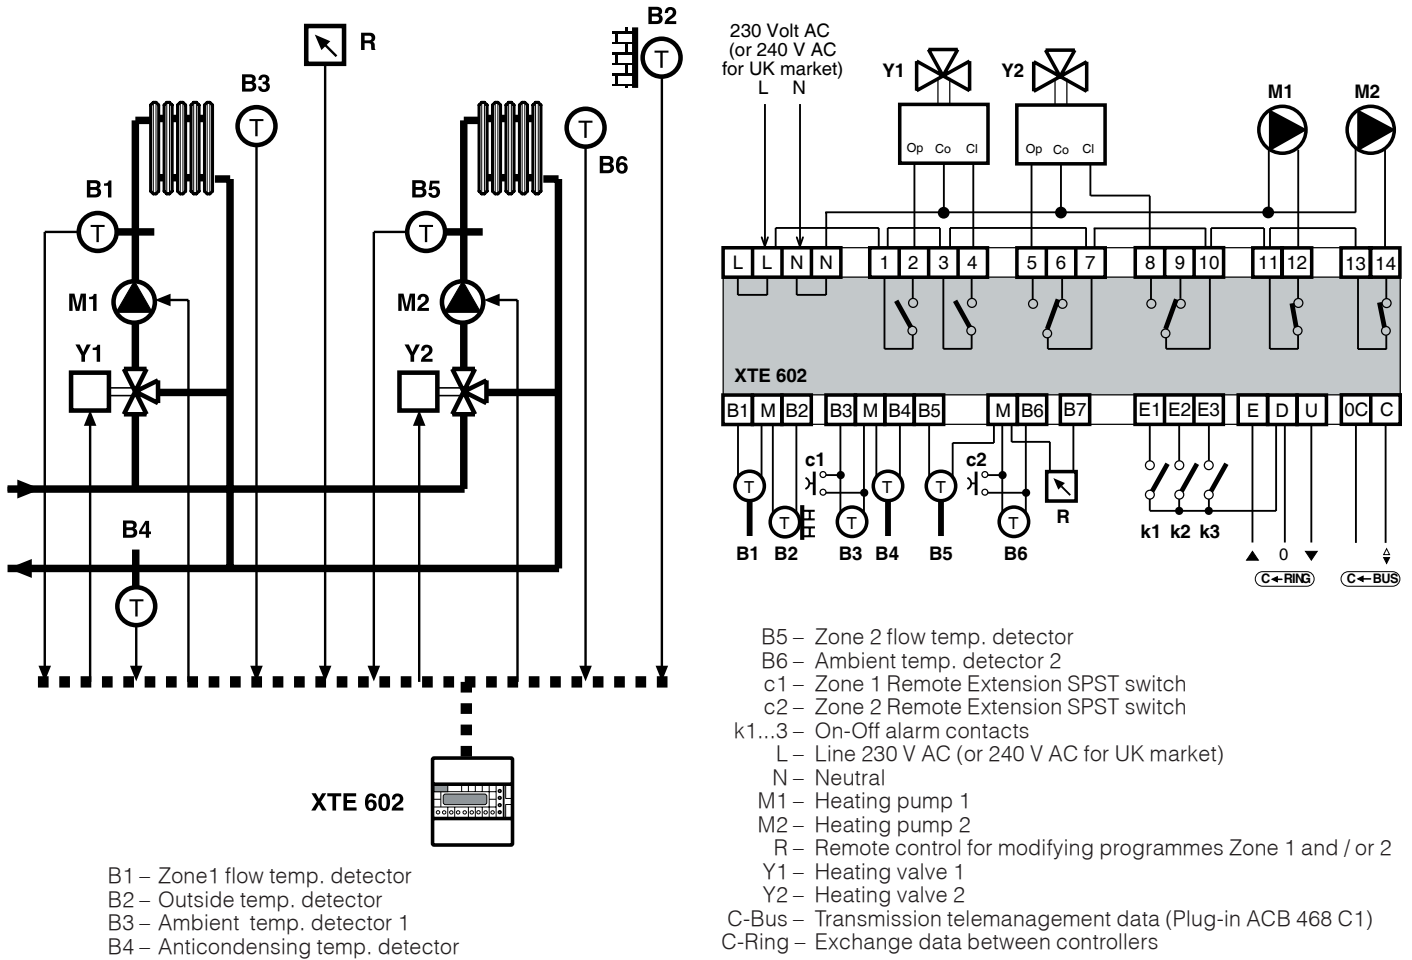 B2
R
B3
T
T
T
B6
B1
B5
T
T
M1
M2
Y1
Y2
B4
T
XTE 602
B1 – Zone1 flow temp. detector
B2 – Outside temp. detector
B3 – Ambient temp. detector 1
B4 – Anticondensing temp. detector
230 Volt AC
(or 240 V AC
for UK market)
L N
Y1 Y2
M1 M2
Op Co Cl Op Co Cl
L L N N 1 2 3 4 5 6 7 8 9 10 11 12 13 14
XTE 602
B1 M B2 B3 M B4 B5 M B6 B7 E1 E2 E3 E D U 0C C
c1 c2
T T T T
T T T
R
k1 k2 k3
B1 B2 B3 B4 B5 B6
0
C RING C BUS
B5 – Zone 2 flow temp. detector
B6 – Ambient temp. detector 2
c1 – Zone 1 Remote Extension SPST switch
c2 – Zone 2 Remote Extension SPST switch
k1...3 – On-Off alarm contacts
L – Line 230 V AC (or 240 V AC for UK market)
N – Neutral
M1 – Heating pump 1
M2 – Heating pump 2
R – Remote control for modifying programmes Zone 1 and / or 2
Y1 – Heating valve 1
Y2 – Heating valve 2
C-Bus – Transmission telemanagement data (Plug-in ACB 468 C1)
C-Ring – Exchange data between controllers